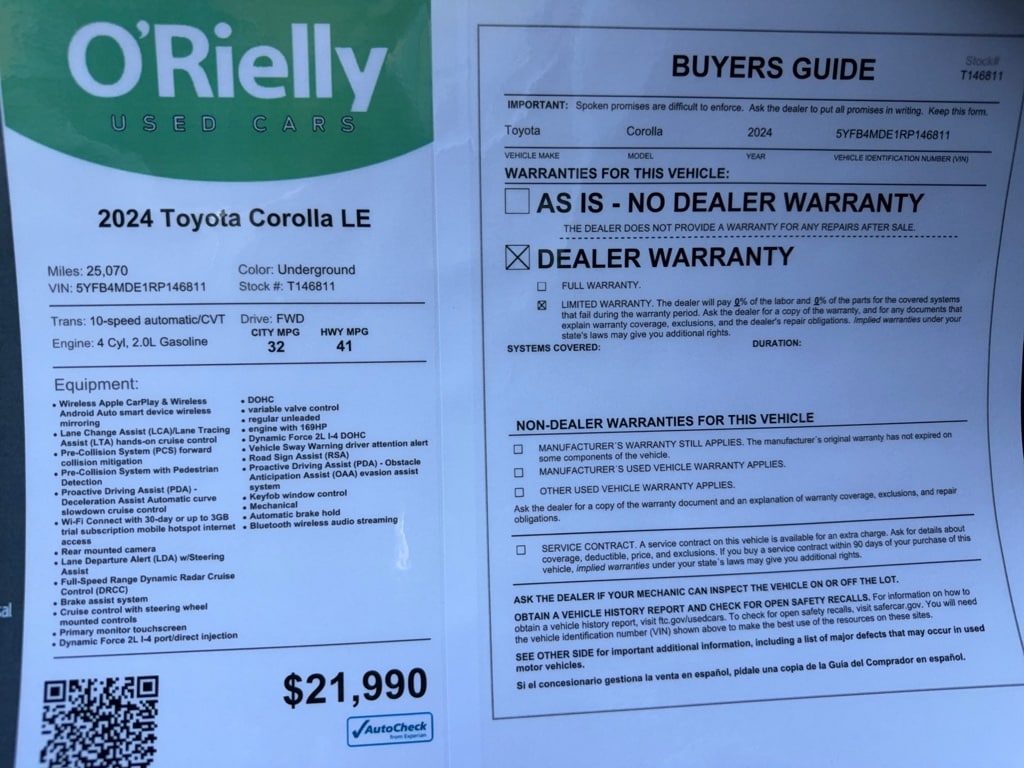 O'Rielly
USED CARS
2024 Toyota Corolla LE
Miles: 25,070
Color: Underground
VIN: 5YFB4MDE1RP146811
Stock #: T146811
Trans: 10-speed automatic/CVT
Drive: FWD
CITY MPG HWY MPG
Engine: 4 Cyl, 2.0L Gasoline
32 41
Equipment:
• Wireless Apple CarPlay & Wireless
Android Auto smart device wireless
mirroring
• Lane Change Assist (LCA)/Lane Tracing
Assist (LTA) hands-on cruise control
• Pre-Collision System (PCS) forward
collision mitigation
• Pre-Collision System with Pedestrian
Detection
• Proactive Driving Assist (PDA) -
Deceleration Assist Automatic curve
slowdown cruise control
• Wi-Fi Connect with 30-day or up to 3GB
trial subscription mobile hotspot internet
access
• Rear mounted camera
• Lane Departure Alert (LDA) w/Steering
Assist
• Full-Speed Range Dynamic Radar Cruise
Control (DRCC)
• Brake assist system
• Cruise control with steering wheel
mounted controls
• Primary monitor touchscreen
• Dynamic Force 2L I-4 port/direct injection
• DOHC
• variable valve control
• regular unleaded
• engine with 169HP
• Dynamic Force 2L I-4 DOHC
• Vehicle Sway Warning driver attention alert
• Road Sign Assist (RSA)
• Proactive Driving Assist (PDA) - Obstacle
Anticipation Assist (OAA) evasion assist
system
• Keyfob window control
• Mechanical
• Automatic brake hold
• Bluetooth wireless audio streaming
$21,990
AutoCheck
from Experian
BUYERS GUIDE
Stock#
T146811
IMPORTANT: Spoken promises are difficult to enforce. Ask the dealer to put all promises in writing. Keep this form.
Toyota Corolla 2024 5YFB4MDE1RP146811
VEHICLE MAKE MODEL YEAR VEHICLE IDENTIFICATION NUMBER (VIN)
WARRANTIES FOR THIS VEHICLE:
AS IS - NO DEALER WARRANTY
THE DEALER DOES NOT PROVIDE A WARRANTY FOR ANY REPAIRS AFTER SALE.
DEALER WARRANTY
FULL WARRANTY.
LIMITED WARRANTY. The dealer will pay 0% of the labor and 0% of the parts for the covered systems
that fail during the warranty period. Ask the dealer for a copy of the warranty, and for any documents that
explain warranty coverage, exclusions, and the dealer's repair obligations. Implied warranties under your
state's laws may give you additional rights.
SYSTEMS COVERED: DURATION:
NON-DEALER WARRANTIES FOR THIS VEHICLE
MANUFACTURER`S WARRANTY STILL APPLIES. The manufacturer`s original warranty has not expired on
some components of the vehicle.
MANUFACTURER`S USED VEHICLE WARRANTY APPLIES.
OTHER USED VEHICLE WARRANTY APPLIES.
Ask the dealer for a copy of the warranty document and an explanation of warranty coverage, exclusions, and repair
obligations.
SERVICE CONTRACT. A service contract on this vehicle is available for an extra charge. Ask for details about
coverage, deductible, price, and exclusions. If you buy a service contract within 90 days of your purchase of this
vehicle, implied warranties under your state`s laws may give you additional rights.
ASK THE DEALER IF YOUR MECHANIC CAN INSPECT THE VEHICLE ON OR OFF THE LOT.
OBTAIN A VEHICLE HISTORY REPORT AND CHECK FOR OPEN SAFETY RECALLS. For information on how to
obtain a vehicle history report, visit ftc.gov/usedcars. To check for open safety recalls, visit safercar.gov. You will need
the vehicle identification number (VIN) shown above to make the best use of the resources on these sites.
SEE OTHER SIDE for important additional information, including a list of major defects that may occur in used
motor vehicles.
Si el concesionario gestiona la venta en español, pídale una copia de la Guía del Comprador en español.